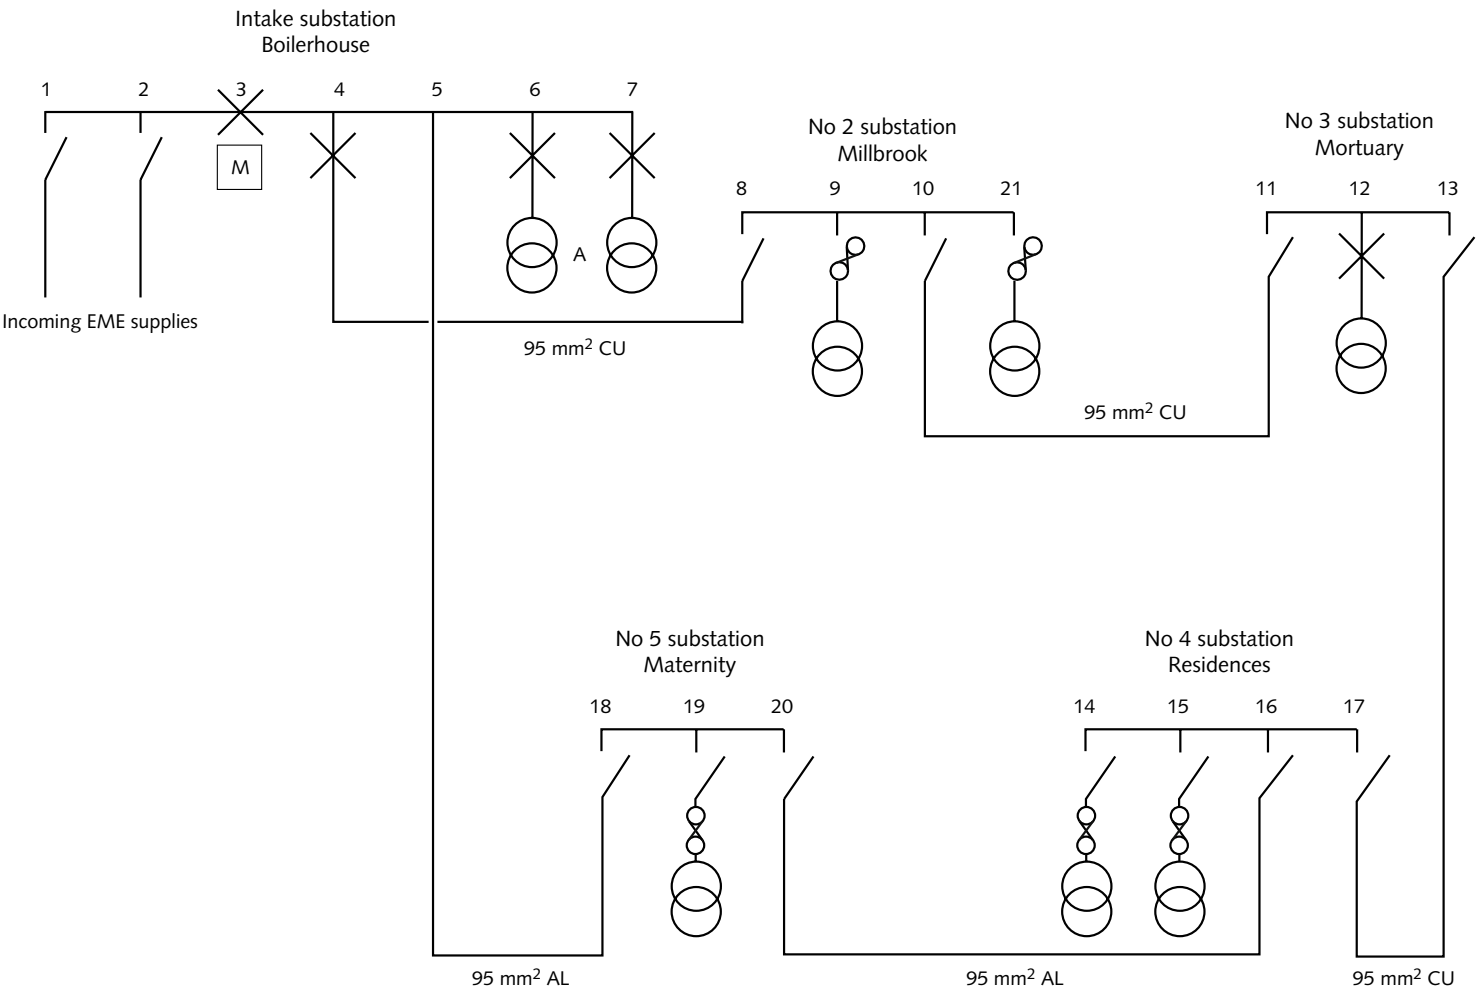 Intake substation
Boilerhouse
1 2 3 4 5 6 7
M
A
Incoming EME supplies
95 mm² CU
No 2 substation
Millbrook
8 9 10 21
No 3 substation
Mortuary
11 12 13
95 mm² CU
No 5 substation
Maternity
18 19 20
No 4 substation
Residences
14 15 16 17
95 mm² AL
95 mm² AL
95 mm² CU